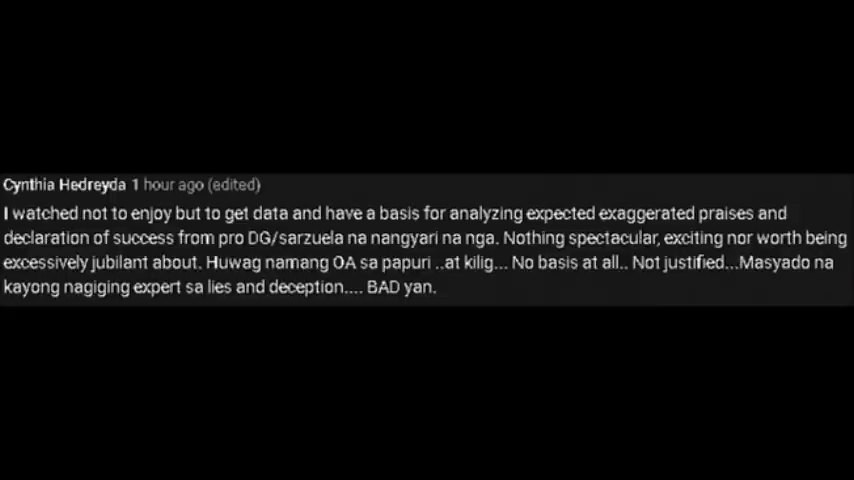 Cynthia Hedreyda 1 hour ago (edited)
I watched not to enjoy but to get data and have a basis for analyzing expected exaggerated praises and
declaration of success from pro DG/sarzuela na nangyari na nga. Nothing spectacular, exciting nor worth being
excessively jubilant about. Huwag namang OA sa papuri ..at kilig... No basis at all.. Not justified...Masyado na
kayong nagiging expert sa lies and deception.... BAD yan.